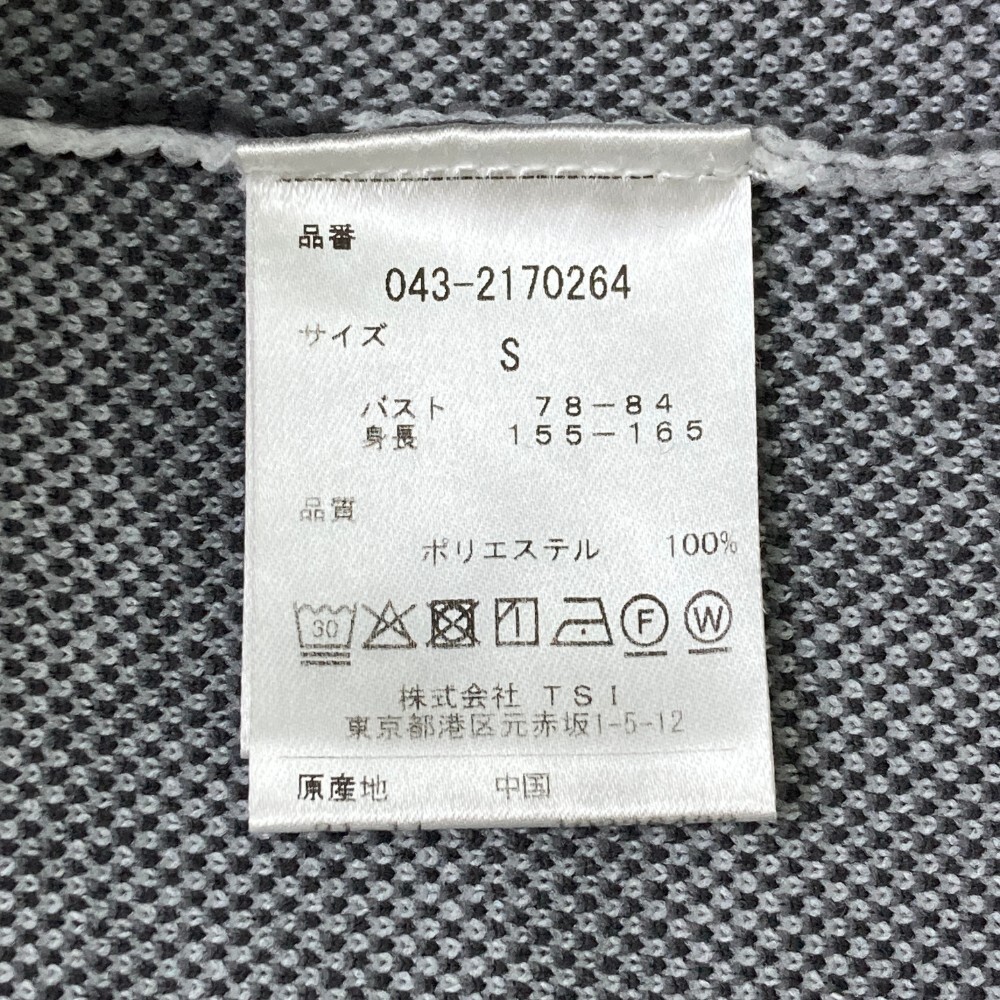 品番
043-2170264
サイズ
S
バスト 78-84
身長 155-165
品質
ポリエステル 100%
30 F W
株式会社 TSI
東京都港区元赤坂1-5-12
原産地 中国